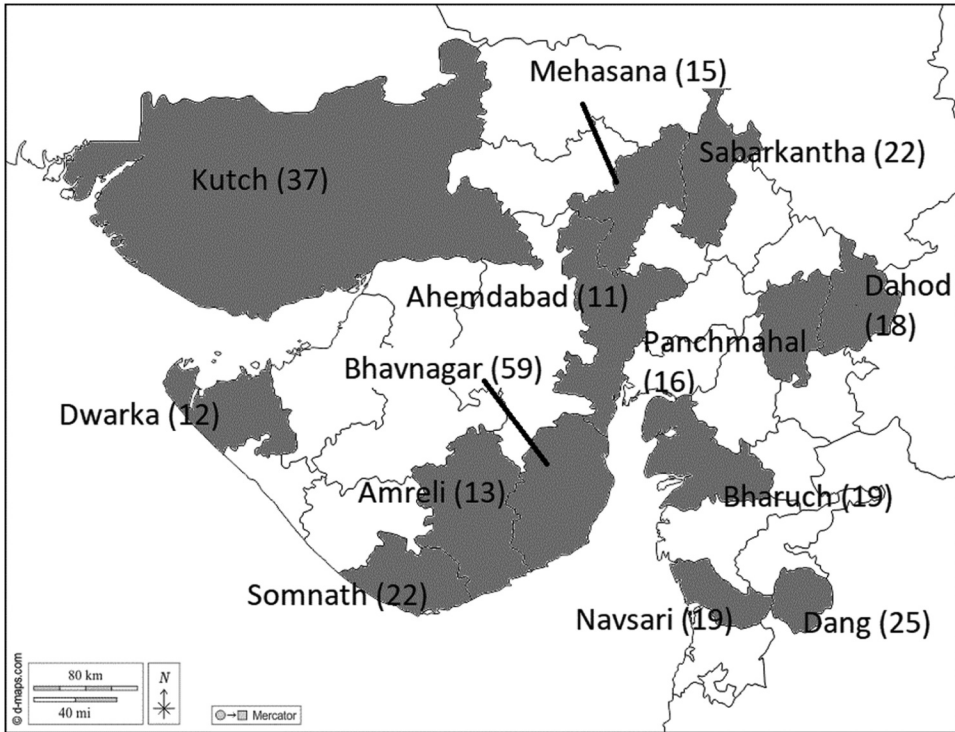 Mehasana (15)
Sabarkantha (22)
Kutch (37)
Ahemdabad (11)
Dahod
(18)
Panchmahal
(16)
Bhavnagar (59)
Dwarka (12)
Amreli (13)
Bharuch (19)
Somnath (22)
Navsari (19)
Dang (25)
© d-maps.com
80 km
40 mi
N
Mercator